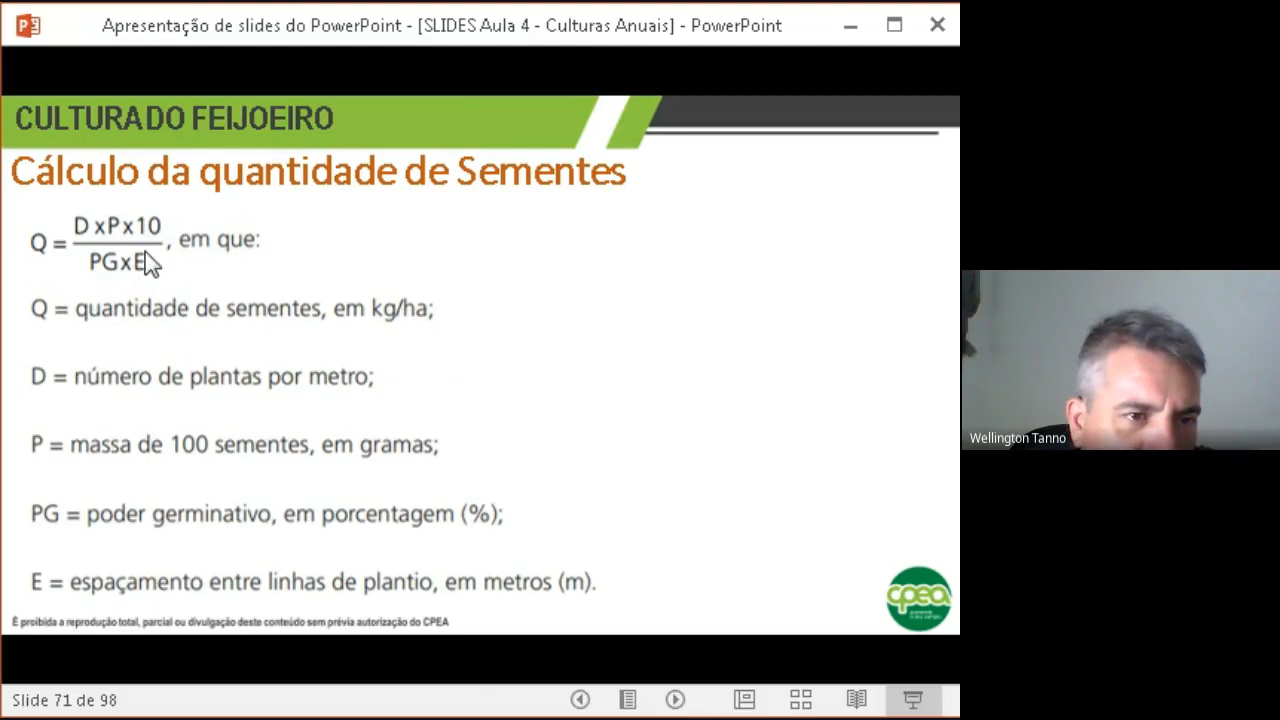 Apresentação de slides do PowerPoint - [SLIDES Aula 4 - Culturas Anuais] - PowerPoint
CULTURA DO FEIJOEIRO
Cálculo da quantidade de Sementes
Q = D x P x 10 / PG x E , em que:
Q = quantidade de sementes, em kg/ha;
D = número de plantas por metro;
P = massa de 100 sementes, em gramas;
PG = poder germinativo, em porcentagem (%);
E = espaçamento entre linhas de plantio, em metros (m).
cpea
É proibida a reprodução total, parcial ou divulgação deste conteúdo sem prévia autorização do CPEA
Slide 71 de 98
Wellington Tanno